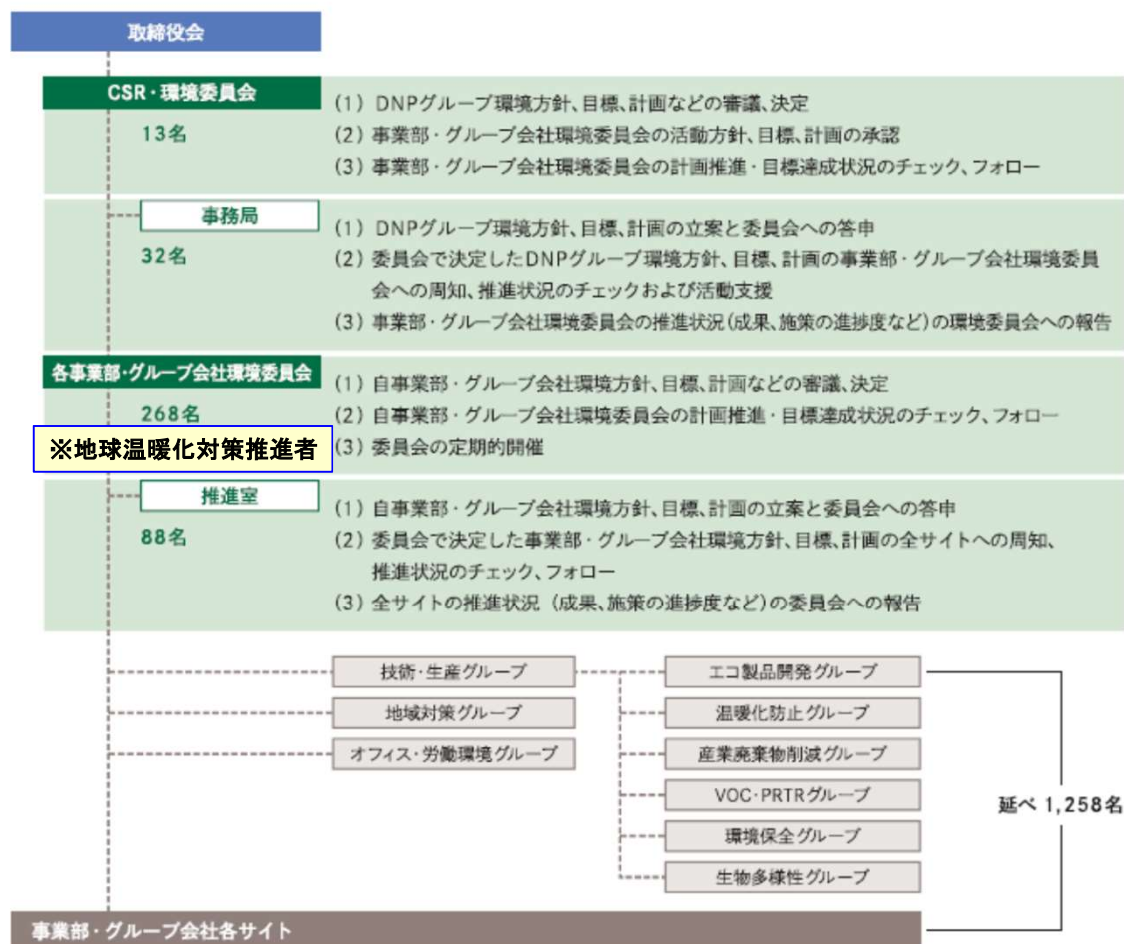 取締役会
CSR・環境委員会
13名
(1) DNPグループ環境方針、目標、計画などの審議、決定
(2) 事業部・グループ会社環境委員会の活動方針、目標、計画の承認
(3) 事業部・グループ会社環境委員会の計画推進・目標達成状況のチェック、フォロー
事務局
32名
(1) DNPグループ環境方針、目標、計画の立案と委員会への答申
(2) 委員会で決定したDNPグループ環境方針、目標、計画の事業部・グループ会社環境委員
会への周知、推進状況のチェックおよび活動支援
(3) 事業部・グループ会社環境委員会の推進状況(成果、施策の進捗度など)の環境委員会への報告
各事業部・グループ会社環境委員会
268名
※地球温暖化対策推進者
(1) 自事業部・グループ会社環境方針、目標、計画などの審議、決定
(2) 自事業部・グループ会社環境委員会の計画推進・目標達成状況のチェック、フォロー
(3) 委員会の定期的開催
推進室
88名
(1) 自事業部・グループ会社環境方針、目標、計画の立案と委員会への答申
(2) 委員会で決定した事業部・グループ会社環境方針、目標、計画の全サイトへの周知、
推進状況のチェック、フォロー
(3) 全サイトの推進状況 (成果、施策の進捗度など)の委員会への報告
技術・生産グループ
地域対策グループ
オフィス・労働環境グループ
エコ製品開発グループ
温暖化防止グループ
産業廃棄物削減グループ
VOC・PRTRグループ
環境保全グループ
生物多様性グループ
延べ 1,258名
事業部・グループ会社各サイト